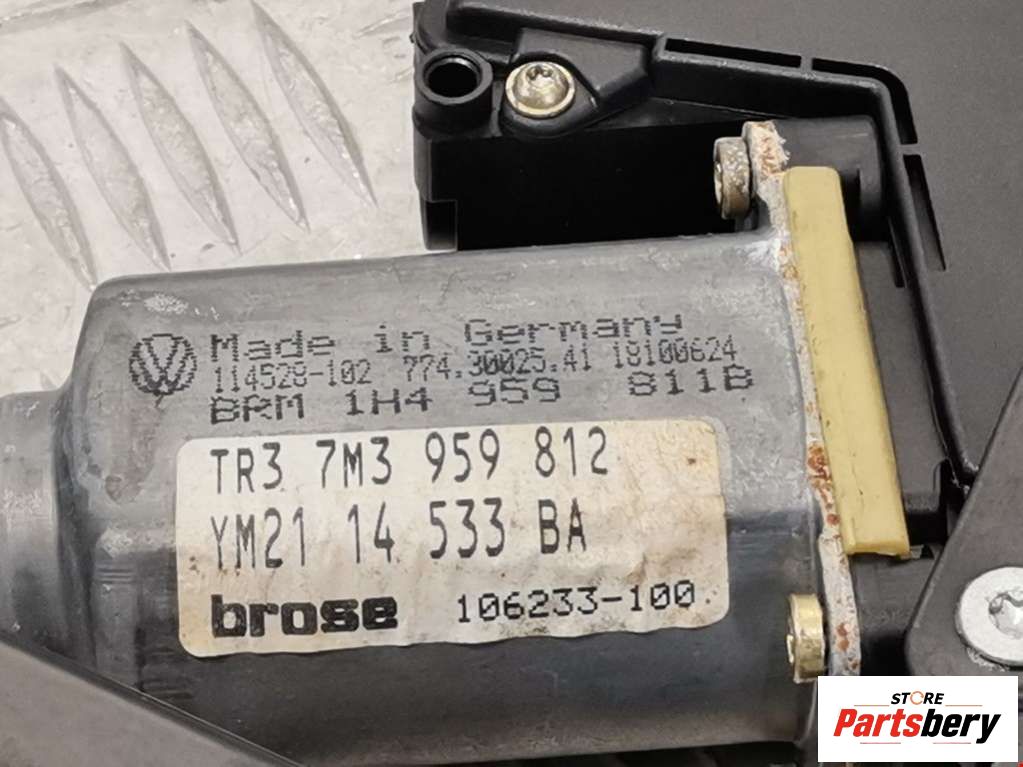 Made in Germany
114528-102 774.30025.41 18100624
BRM 1H4 959 811B
TR3 7M3 959 812
YM21 14 533 BA
brose 106233-100
STORE
Partsbery